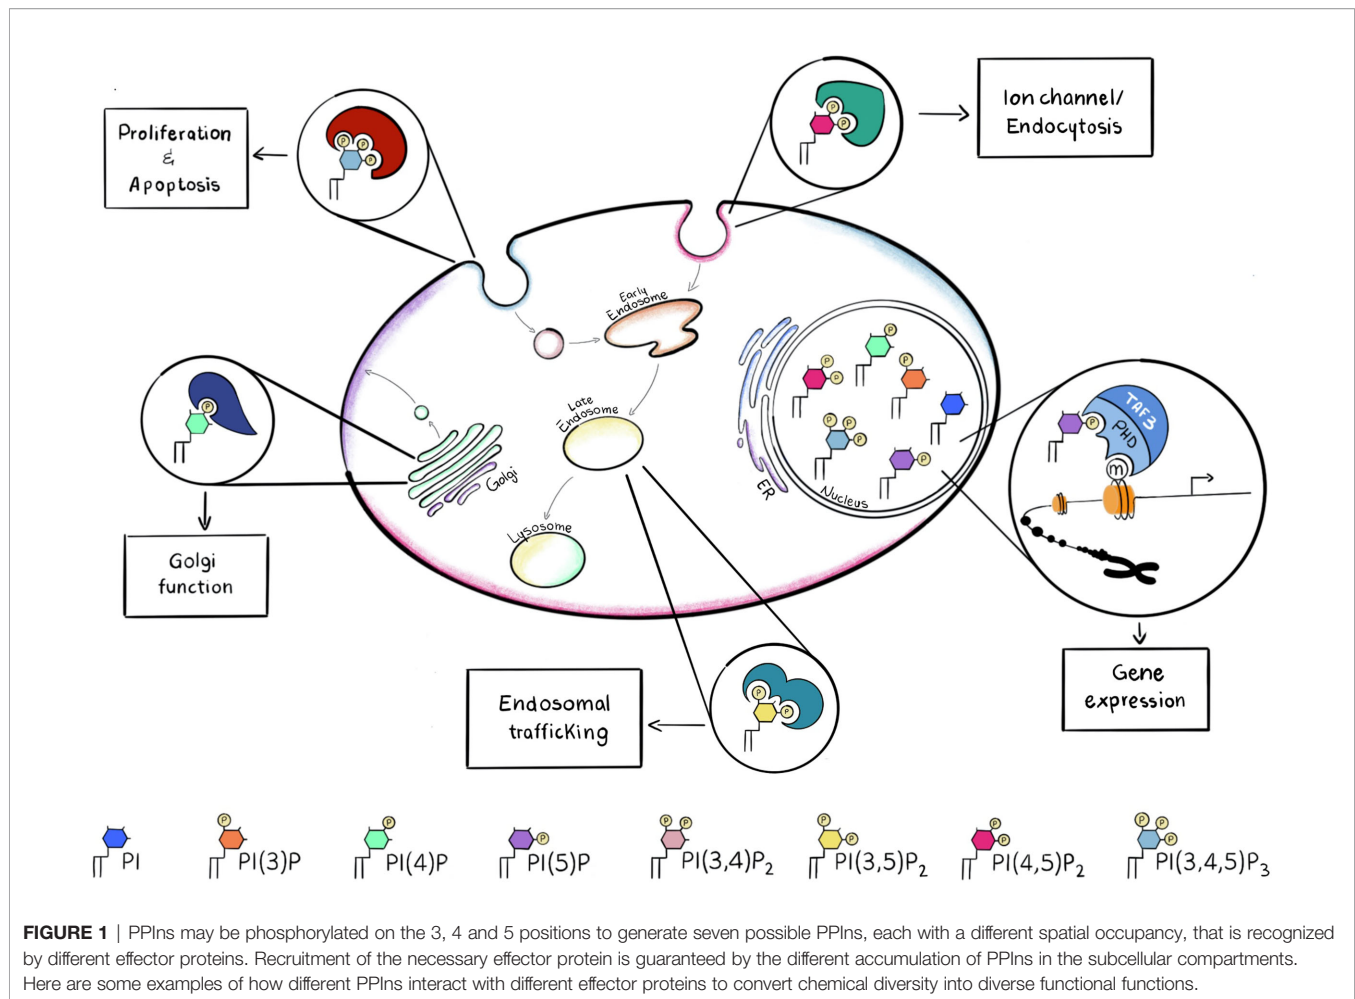 Proliferation
&
Apoptosis
P
P
P
P
P
Ion channel/
Endocytosis
Early
Endosome
Late
Endosome
Lysosome
Golgi
ER
Nucleus
P
P
P
P
P
P
P
P
P
P
Golgi
function
P
TAF3
PHD
m
Gene
expression
P
P
Endosomal
trafficking
P
P
P
P
P
P
P
P
P
P
P
P
PI
PI(3)P
PI(4)P
PI(5)P
PI(3,4)P2
PI(3,5)P2
PI(4,5)P2
PI(3,4,5)P3
FIGURE 1 | PPIns may be phosphorylated on the 3, 4 and 5 positions to generate seven possible PPIns, each with a different spatial occupancy, that is recognized
by different effector proteins. Recruitment of the necessary effector protein is guaranteed by the different accumulation of PPIns in the subcellular compartments.
Here are some examples of how different PPIns interact with different effector proteins to convert chemical diversity into diverse functional functions.